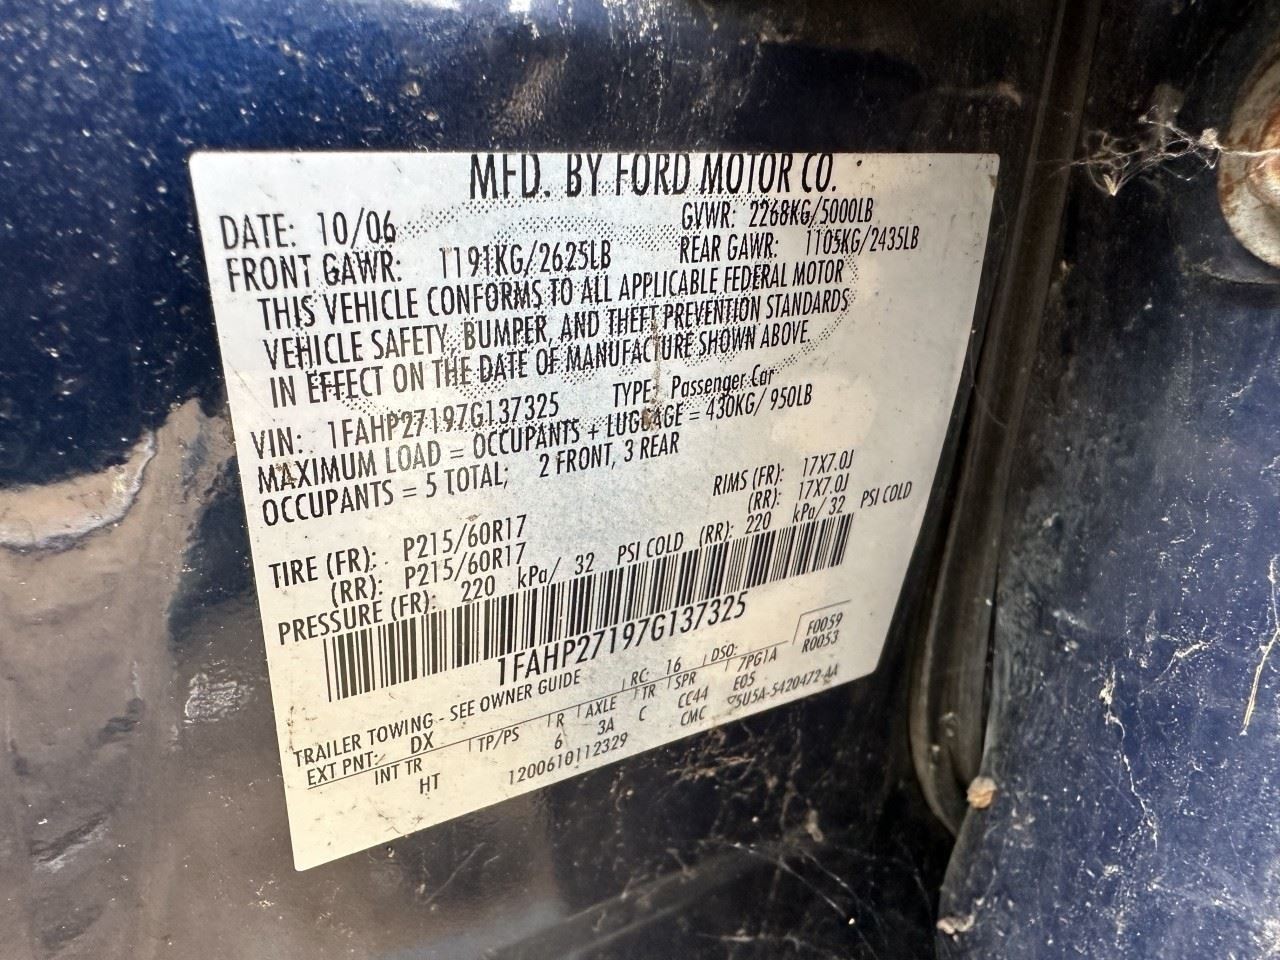 MFD. BY FORD MOTOR CO.
DATE: 10/06 GVWR: 2268KG/5000LB
FRONT GAWR: 1191KG/2625LB REAR GAWR: 1105KG/2435LB
THIS VEHICLE CONFORMS TO ALL APPLICABLE FEDERAL MOTOR
VEHICLE SAFETY, BUMPER, AND THEFT PREVENTION STANDARDS
IN EFFECT ON THE DATE OF MANUFACTURE SHOWN ABOVE.
VIN: 1FAHP27197G137325 TYPE: Passenger Car
MAXIMUM LOAD = OCCUPANTS + LUGGAGE = 430KG/ 950LB
OCCUPANTS = 5 TOTAL; 2 FRONT, 3 REAR
TIRE (FR): P215/60R17 RIMS (FR): 17X7.0J
(RR): P215/60R17 (RR): 17X7.0J
PRESSURE (FR): 220 kPa/ 32 PSI COLD (RR): 220 kPa/ 32 PSI COLD
1FAHP27197G137325
TRAILER TOWING - SEE OWNER GUIDE RC: 16 DSO: F0059
EXT PNT: DX TP/PS R AXLE TR SPR 7PG1A R0053
INT TR 6 3A C CC44 E05
HT 1200610112329 CMC 5U5A-5420472-AA